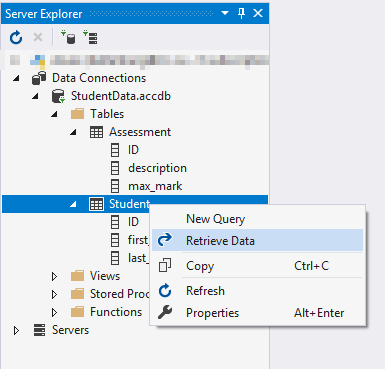 Server Explorer
Data Connections
StudentData.accdb
Tables
Assessment
ID
description
max_mark
Student
New Query
ID
first_
Retrieve Data
last_
Copy Ctrl+C
Views
Stored Proc
Refresh
Functions
Properties Alt+Enter
Servers